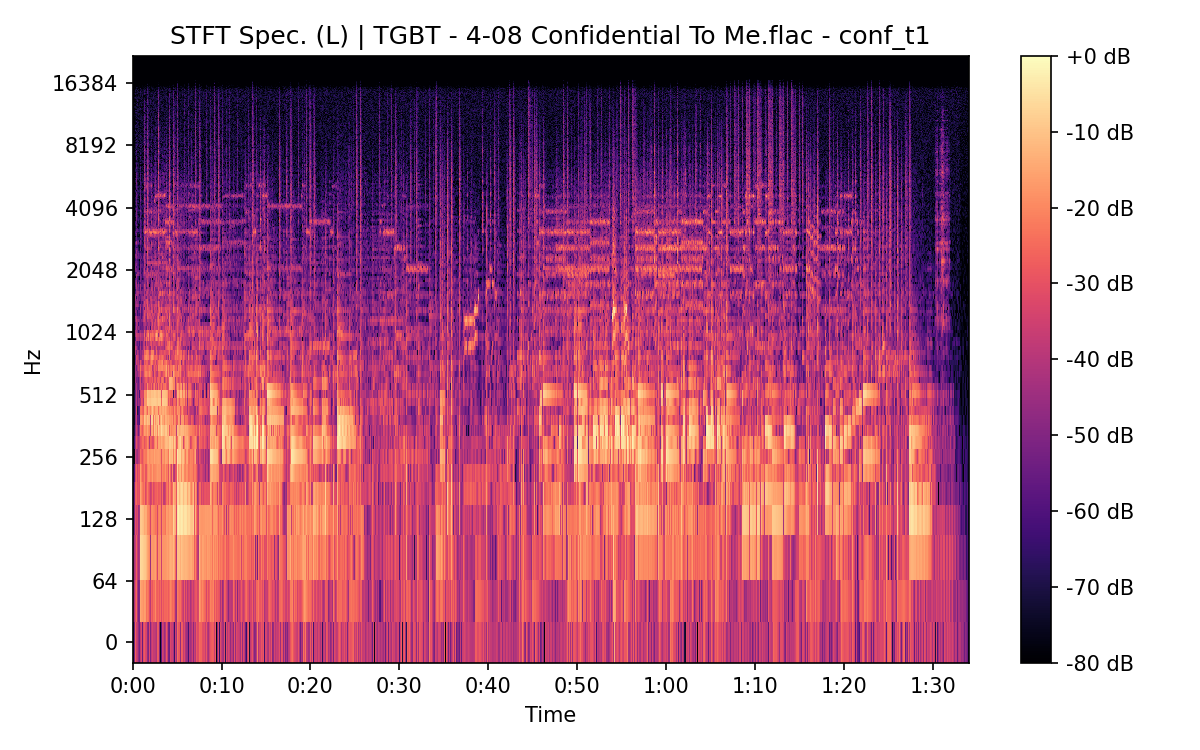 STFT Spec. (L) | TGBT - 4-08 Confidential To Me.flac - conf_t1
Hz
16384
8192
4096
2048
1024
512
256
128
64
0
0:00 0:10 0:20 0:30 0:40 0:50 1:00 1:10 1:20 1:30
Time
+0 dB
-10 dB
-20 dB
-30 dB
-40 dB
-50 dB
-60 dB
-70 dB
-80 dB